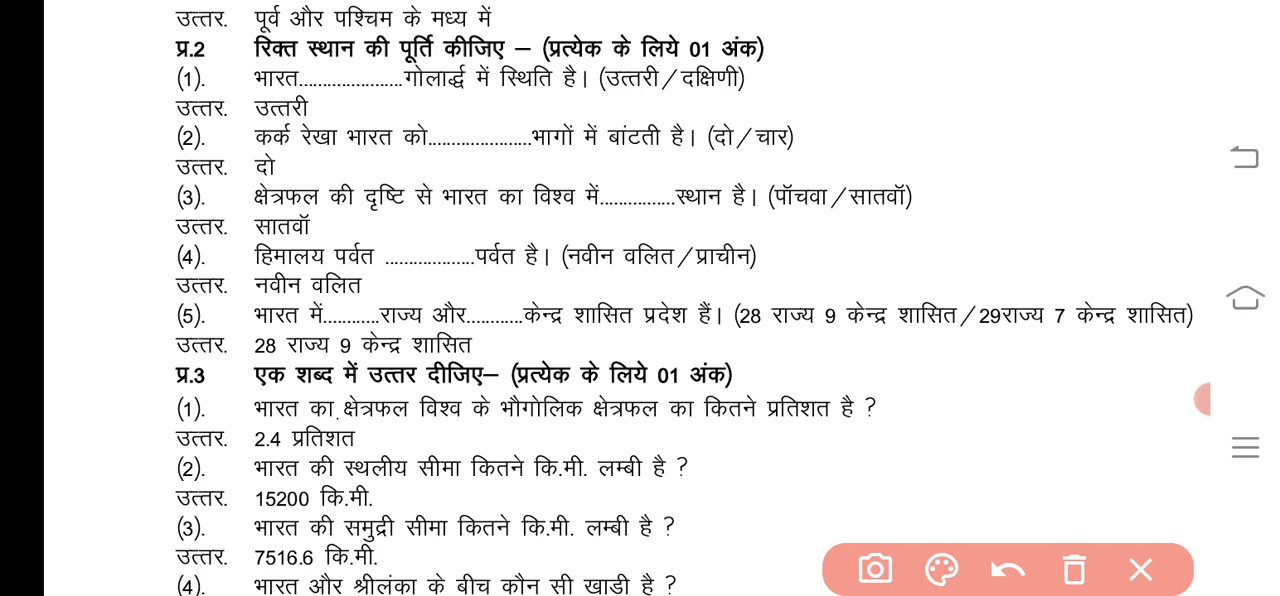 उत्तर. पूर्व और पश्चिम के मध्य में
प्र.2 रिक्त स्थान की पूर्ति कीजिए – (प्रत्येक के लिये 01 अंक)
(1). भारत......................गोलार्द्ध में स्थिति है। (उत्तरी/दक्षिणी)
उत्तर. उत्तरी
(2). कर्क रेखा भारत को......................भागों में बांटती है। (दो/चार)
उत्तर. दो
(3). क्षेत्रफल की दृष्टि से भारत का विश्व में................स्थान है। (पॉचवा/सातवॉ)
उत्तर. सातवॉ
(4). हिमालय पर्वत ...................पर्वत है। (नवीन वलित/प्राचीन)
उत्तर. नवीन वलित
(5). भारत में............राज्य और............केन्द्र शासित प्रदेश हैं। (28 राज्य 9 केन्द्र शासित/29राज्य 7 केन्द्र शासित)
उत्तर. 28 राज्य 9 केन्द्र शासित
प्र.3 एक शब्द में उत्तर दीजिए– (प्रत्येक के लिये 01 अंक)
(1). भारत का क्षेत्रफल विश्व के भौगोलिक क्षेत्रफल का कितने प्रतिशत है ?
उत्तर. 2.4 प्रतिशत
(2). भारत की स्थलीय सीमा कितने कि.मी. लम्बी है ?
उत्तर. 15200 कि.मी.
(3). भारत की समुद्री सीमा कितने कि.मी. लम्बी है ?
उत्तर. 7516.6 कि.मी.
(4). भारत और श्रीलंका के बीच कौन सी खाडी है ?